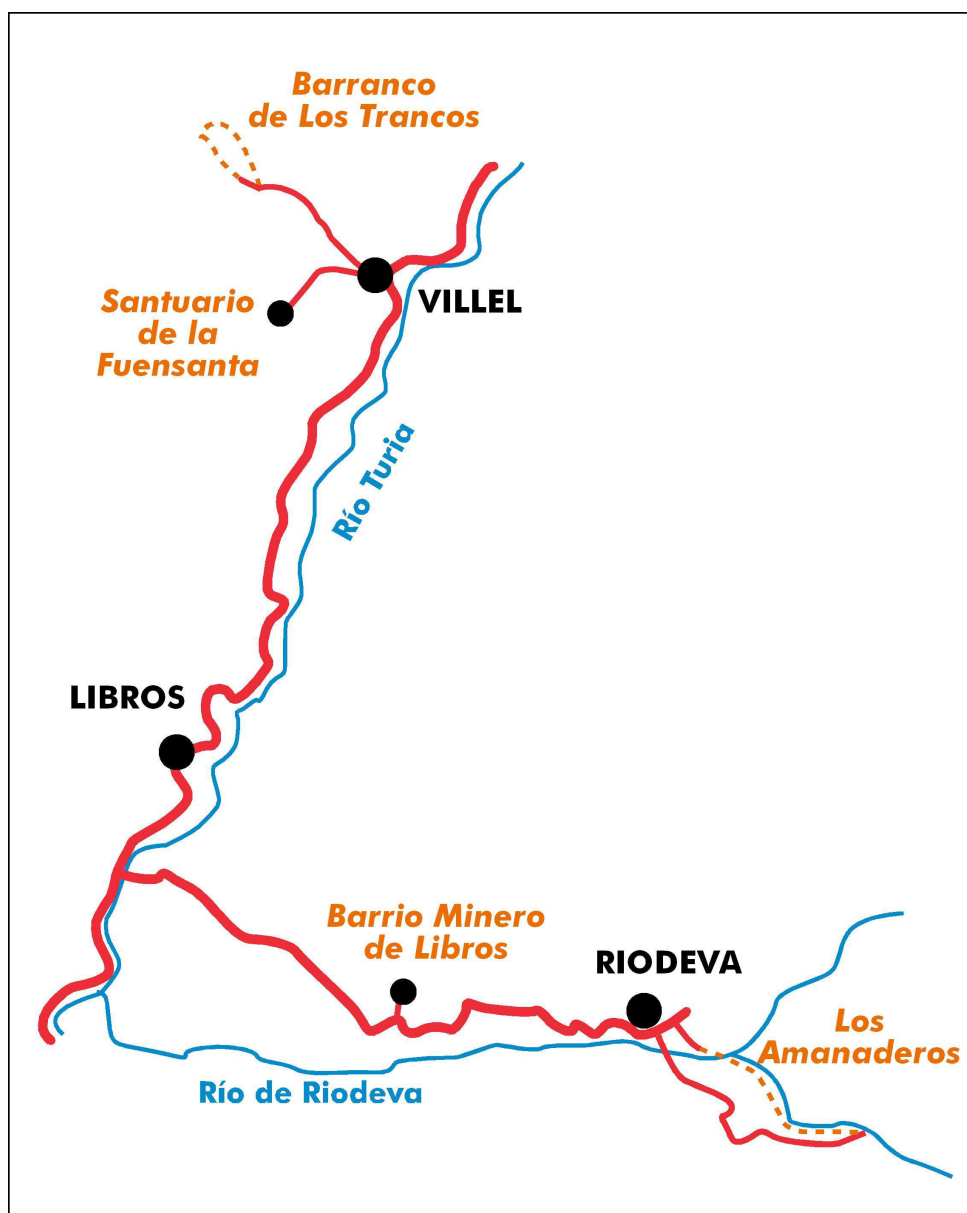 Barranco
de Los Trancos
VILLEL
Santuario
de la
Fuensanta
Río Turia
LIBROS
Barrio Minero
de Libros
RIODEVA
Los
Amanaderos
Río de Riodeva